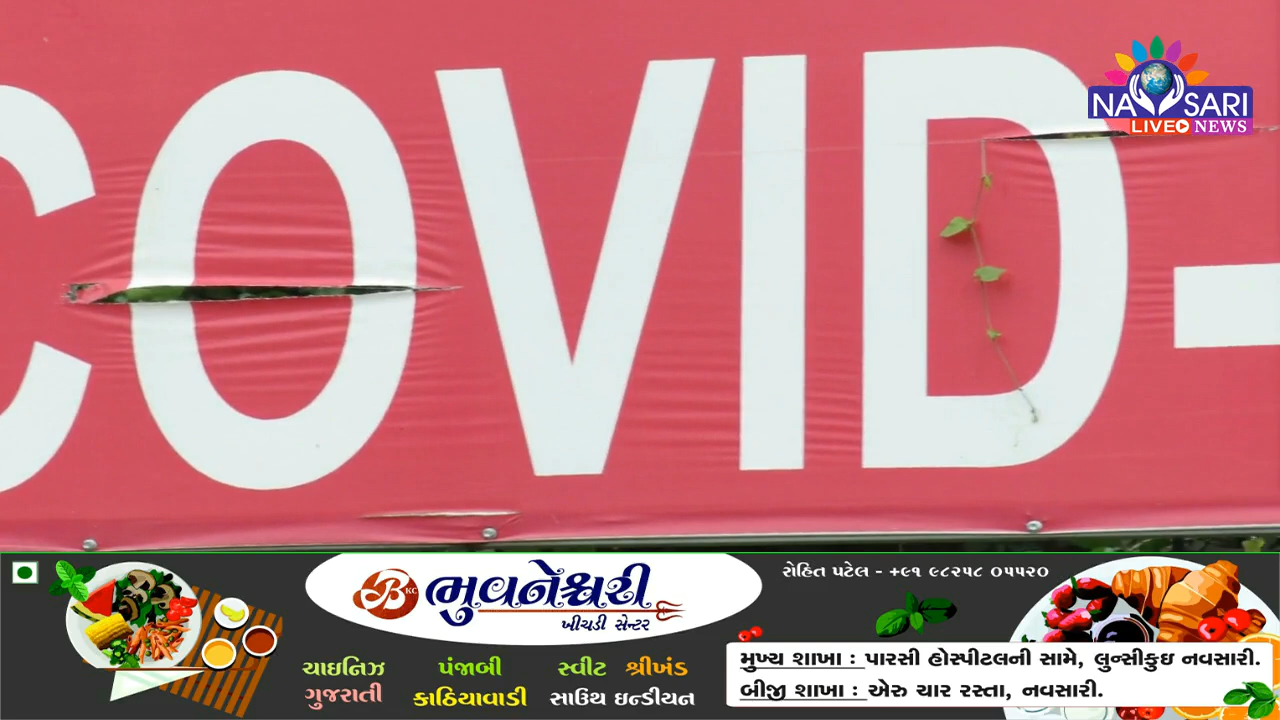 COVID-
NAVSARI
LIVE NEWS
BKC
ભુવનેશ્વરી
ખીચડી સેન્ટર
રોહિત પટેલ - +૯૧ ૯૮૨૫૮ ૦૫૫૨૦
ચાઇનિઝ પંજાબી સ્વીટ શ્રીખંડ
ગુજરાતી કાઠિયાવાડી સાઉથ ઇન્ડીયન
મુખ્ય શાખા : પારસી હોસ્પીટલની સામે, લુન્સીકુઇ નવસારી.
બીજી શાખા : એરુ ચાર રસ્તા, નવસારી.